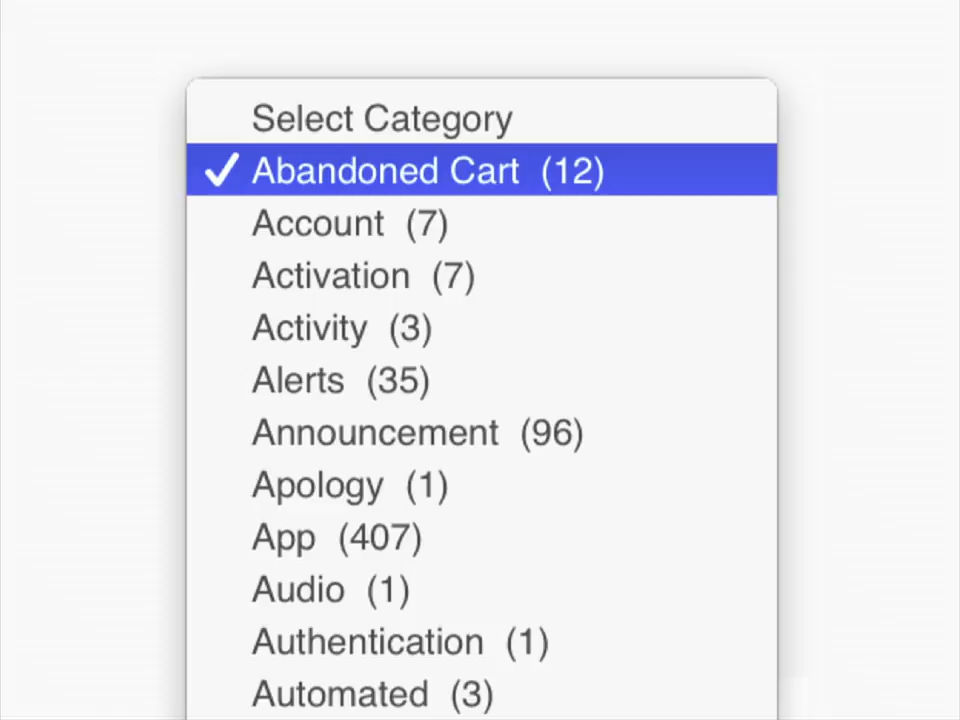 Select Category
Abandoned Cart (12)
Account (7)
Activation (7)
Activity (3)
Alerts (35)
Announcement (96)
Apology (1)
App (407)
Audio (1)
Authentication (1)
Automated (3)